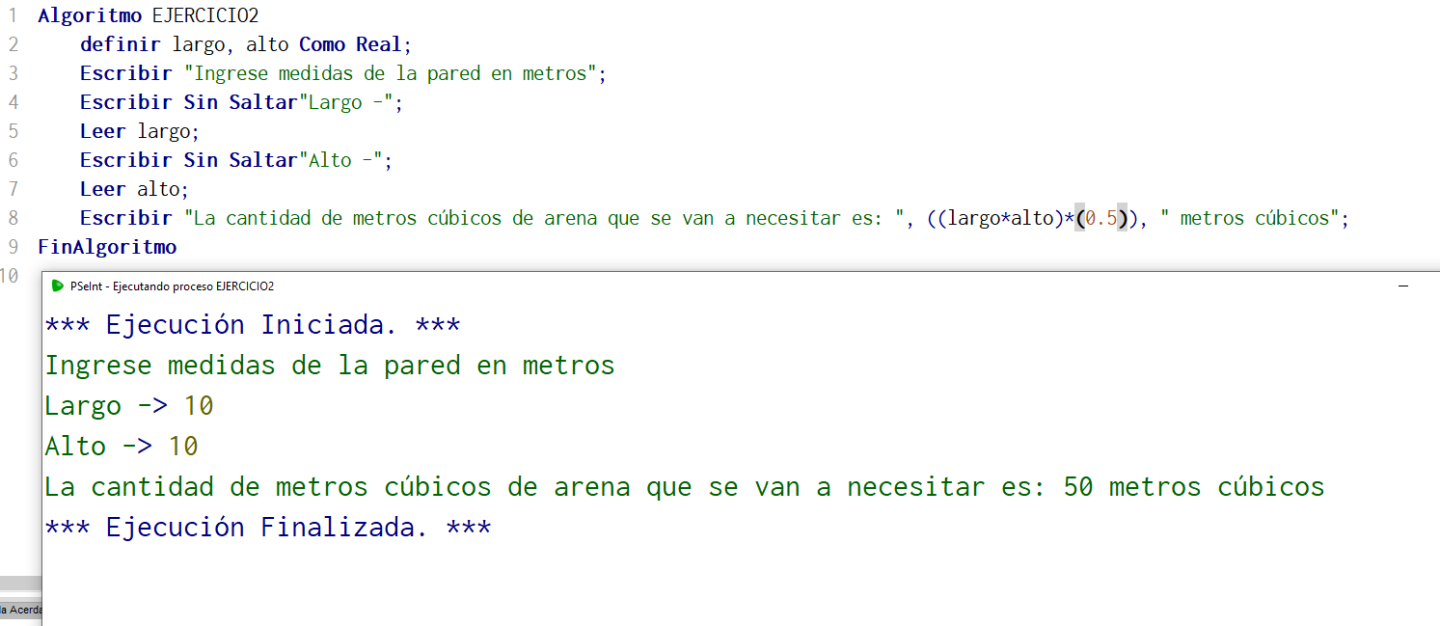 1 Algoritmo EJERCICIO2
2 definir largo, alto Como Real;
3 Escribir "Ingrese medidas de la pared en metros";
4 Escribir Sin Saltar"Largo -";
5 Leer largo;
6 Escribir Sin Saltar"Alto -";
7 Leer alto;
8 Escribir "La cantidad de metros cúbicos de arena que se van a necesitar es: ", ((largo*alto)*(0.5)), " metros cúbicos";
9 FinAlgoritmo
10
PSeInt - Ejecutando proceso EJERCICIO2
*** Ejecución Iniciada. ***
Ingrese medidas de la pared en metros
Largo -> 10
Alto -> 10
La cantidad de metros cúbicos de arena que se van a necesitar es: 50 metros cúbicos
*** Ejecución Finalizada. ***
la Acerda